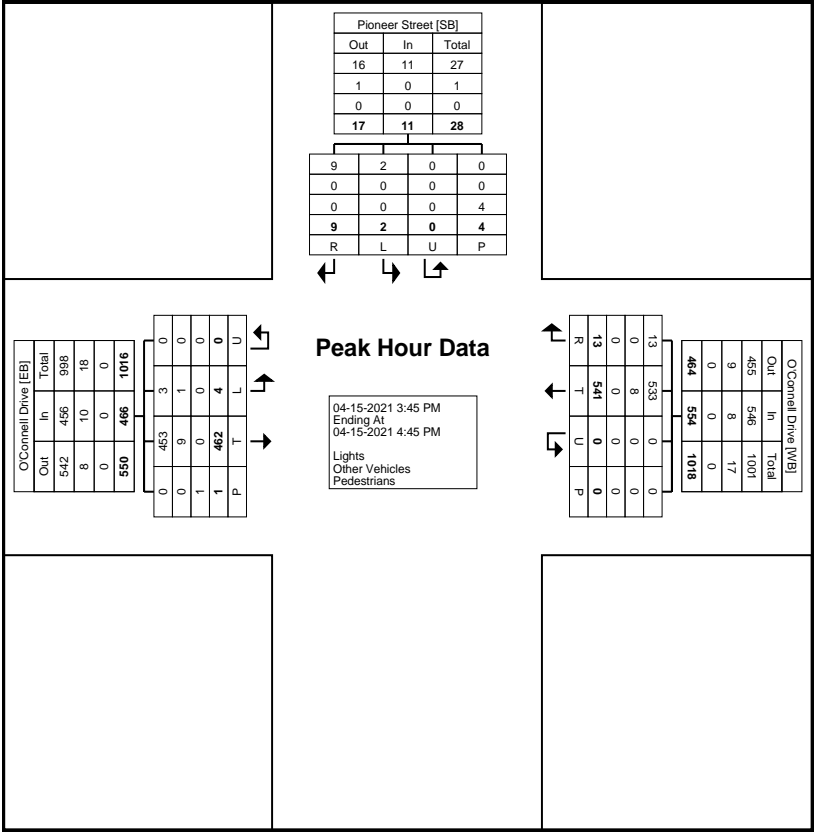 Pioneer Street [SB]
Out In Total
16 11 27
1 0 1
0 0 0
17 11 28
9 2 0 0
0 0 0 0
0 0 0 4
9 2 0 4
R L U P
Peak Hour Data
04-15-2021 3:45 PM
Ending At
04-15-2021 4:45 PM
Lights
Other Vehicles
Pedestrians
O'Connell Drive [EB]
Out In Total
542 456 998
8 10 18
0 0 0
550 466 1016
0 453 3 0
0 9 1 0
1 0 0 0
1 462 4 0
P T L U
O'Connell Drive [WB]
Out In Total
455 546 1001
9 8 17
0 0 0
464 554 1018
13 533 0 0
0 8 0 0
0 0 0 0
13 541 0 0
R T U P